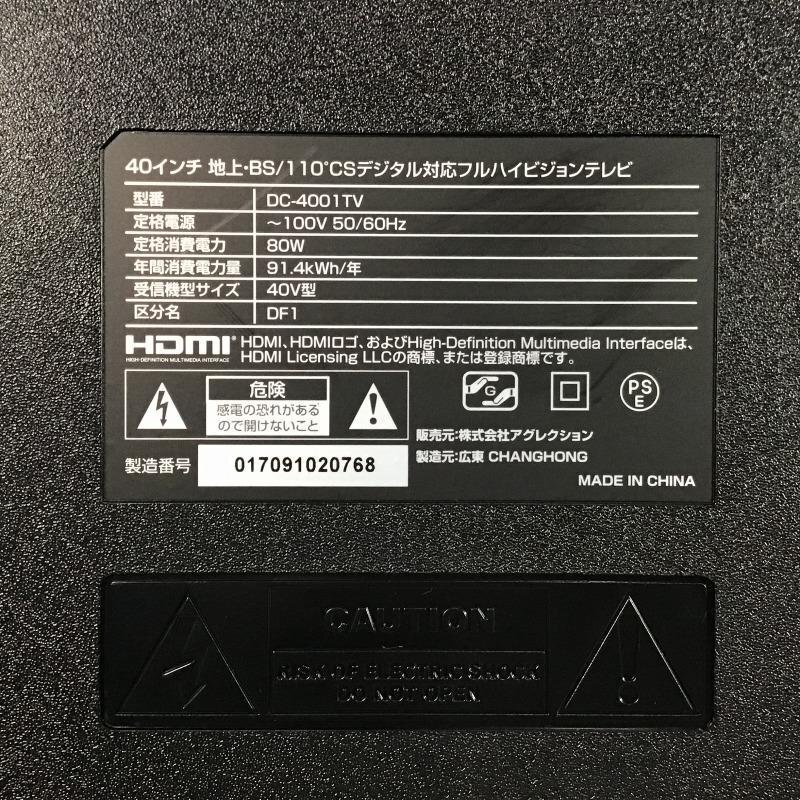 40インチ 地上・BS/110°CSデジタル対応フルハイビジョンテレビ
型番 DC-4001TV
定格電源 ～100V 50/60Hz
定格消費電力 80W
年間消費電力量 91.4kWh/年
受信機型サイズ 40V型
区分名 DF1
HDMI
HIGH-DEFINITION MULTIMEDIA INTERFACE
HDMI、HDMIロゴ、およびHigh-Definition Multimedia Interfaceは、
HDMI Licensing LLCの商標、または登録商標です。
危険
感電の恐れがある
ので開けないこと
G
PS
E
販売元:株式会社アグレクション
製造元:広東 CHANGHONG
製造番号 017091020768
MADE IN CHINA
CAUTION
RISK OF ELECTRIC SHOCK
DO NOT OPEN